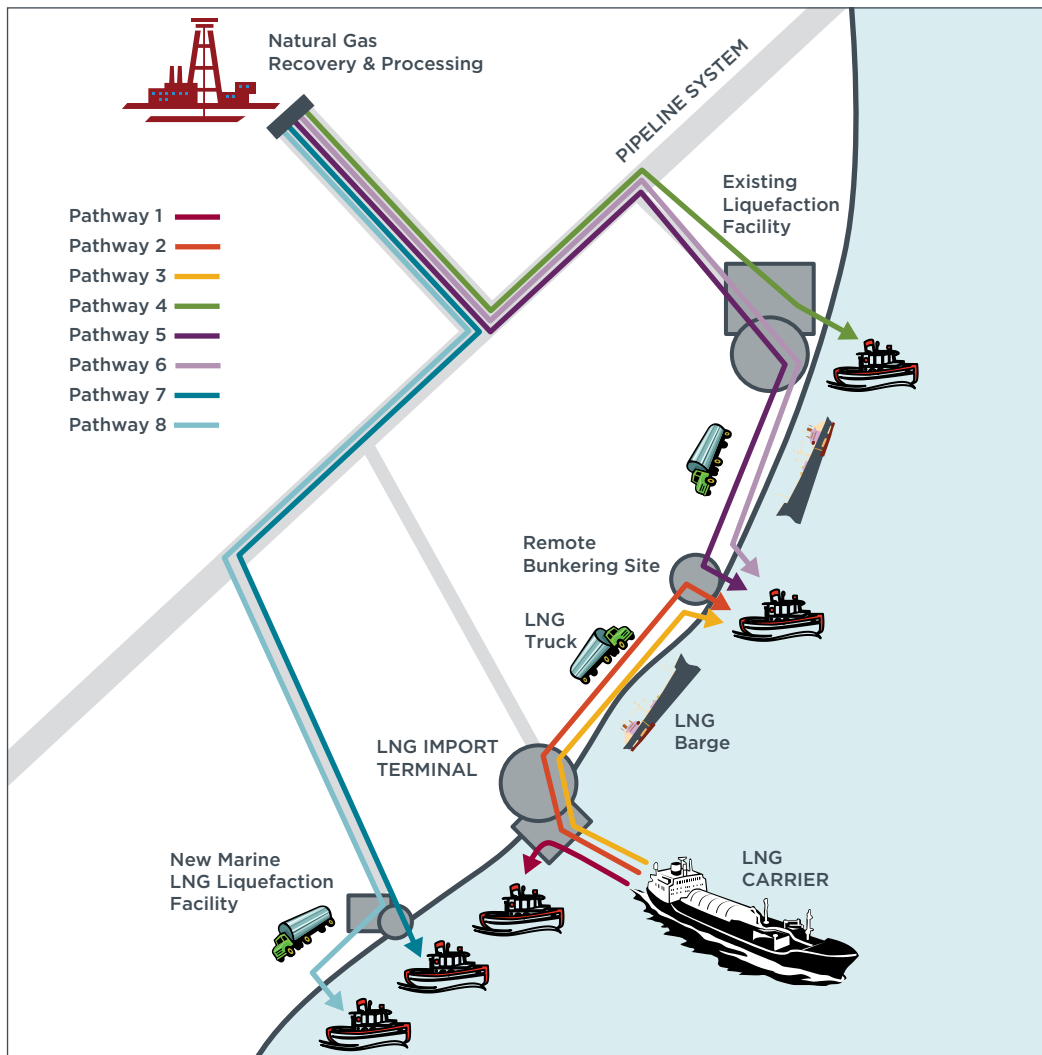 Natural Gas
Recovery & Processing
PIPELINE SYSTEM
Existing
Liquefaction
Facility
Pathway 1
Pathway 2
Pathway 3
Pathway 4
Pathway 5
Pathway 6
Pathway 7
Pathway 8
Remote
Bunkering Site
LNG
Truck
LNG
Barge
LNG IMPORT
TERMINAL
New Marine
LNG Liquefaction
Facility
LNG
CARRIER